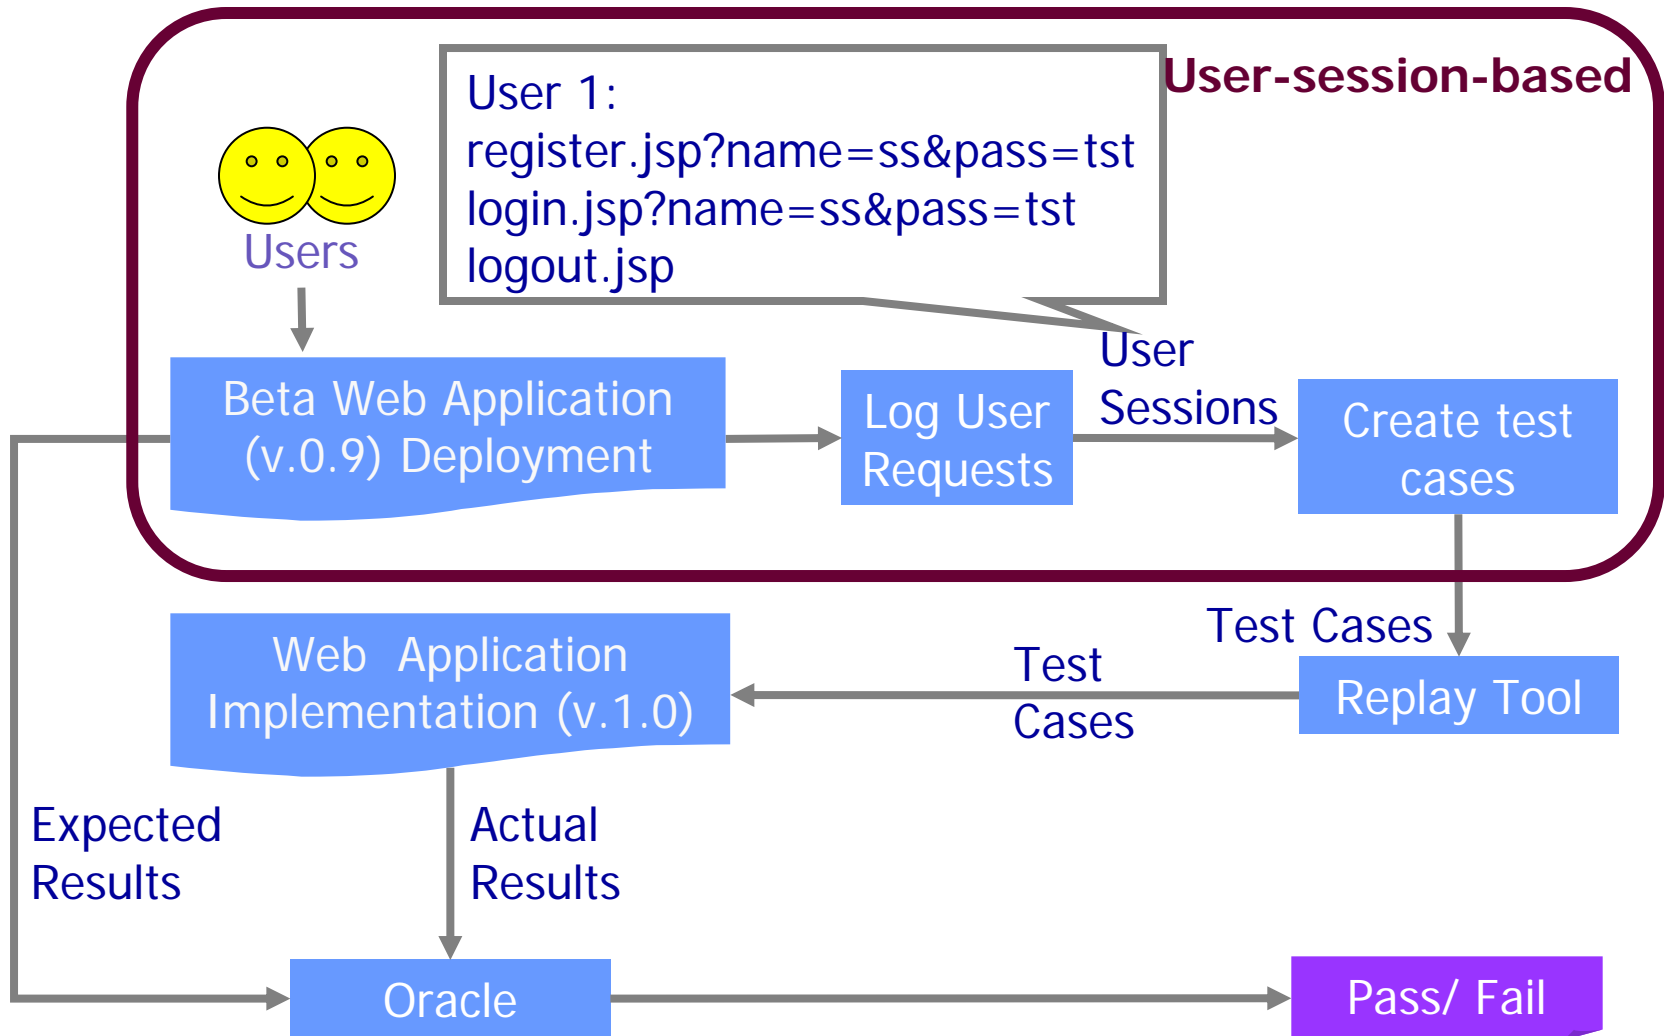 User-session-based
User 1:
register.jsp?name=ss&pass=tst
login.jsp?name=ss&pass=tst
logout.jsp
Users
Beta Web Application
(v.0.9) Deployment
Log User
Requests
User
Sessions
Create test
cases
Test Cases
Replay Tool
Test
Cases
Web  Application
Implementation (v.1.0)
Expected
Results
Actual
Results
Oracle
Pass/ Fail